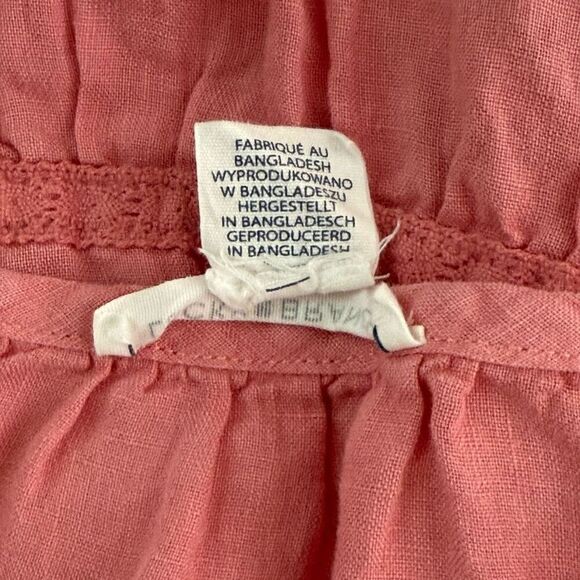 FABRIQUÉ AU
BANGLADESH
WYPRODUKOWANO
W BANGLADESZU
HERGESTELLT
IN BANGLADESCH
GEPRODUCEERD
IN BANGLADESH